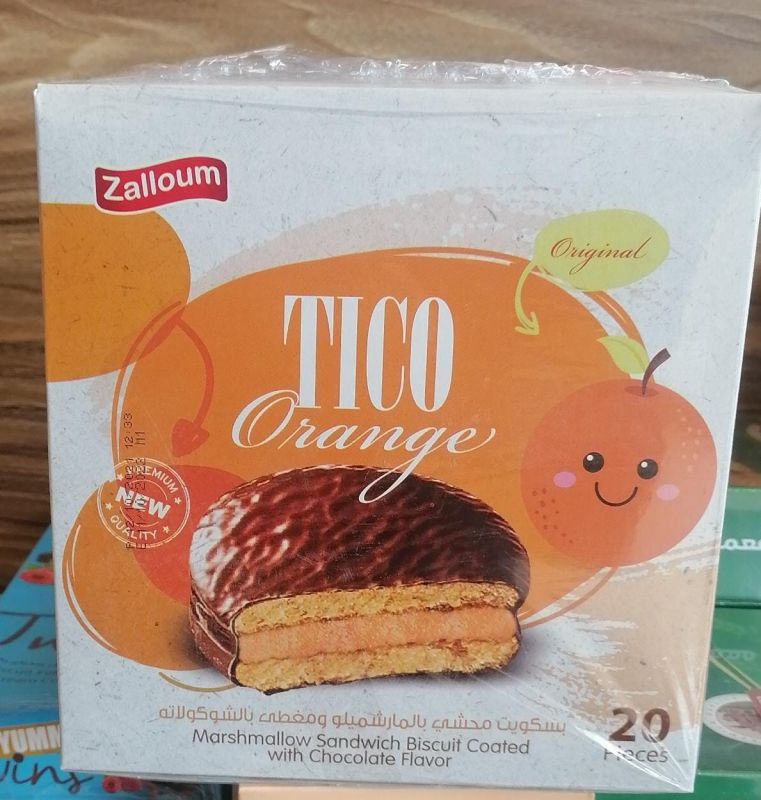 Zalloum
Original
TICO
Orange
PREMIUM
NEW
QUALITY
بسكويت محشي بالمارشميلو ومغطى بالشوكولاته
Marshmallow Sandwich Biscuit Coated
with Chocolate Flavor
20
Pieces